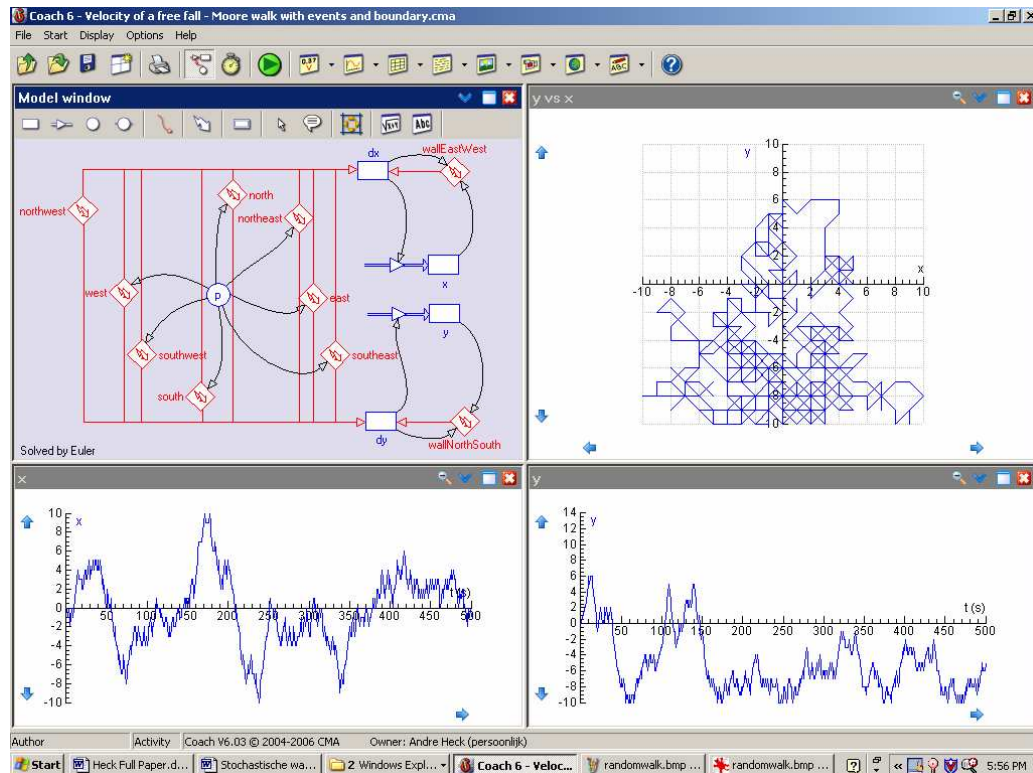 Coach 6 - Velocity of a free fall - Moore walk with events and boundary.cma
File Start Display Options Help
0.37
ABC
Model window
Abc
dx
wallEastWest
north
northwest
northeast
x
west
p
east
y
southwest
southeast
south
dy
wallNorthSouth
Solved by Euler
y vs x
y
10
8
6
4
2
x
-10 -8 -6 -4 -2 0 2 4 6 8 10
-2
-4
-6
-8
-10
x
10
x
8
6
4
2
t (s)
0 50 100 150 200 250 300 350 400 450 500
-2
-4
-6
-8
-10
y
14
y
12
10
8
6
4
2
t (s)
0 50 100 150 200 250 300 350 400 450 500
-2
-4
-6
-8
-10
Author Activity Coach V6.03 © 2004-2006 CMA Owner: Andre Heck (persoonlijk)
Start Heck Full Paper.d... Stochastische wa... 2 Windows Expl... Coach 6 - Veloc... randomwalk.bmp ... randomwalk.bmp ... 5:56 PM